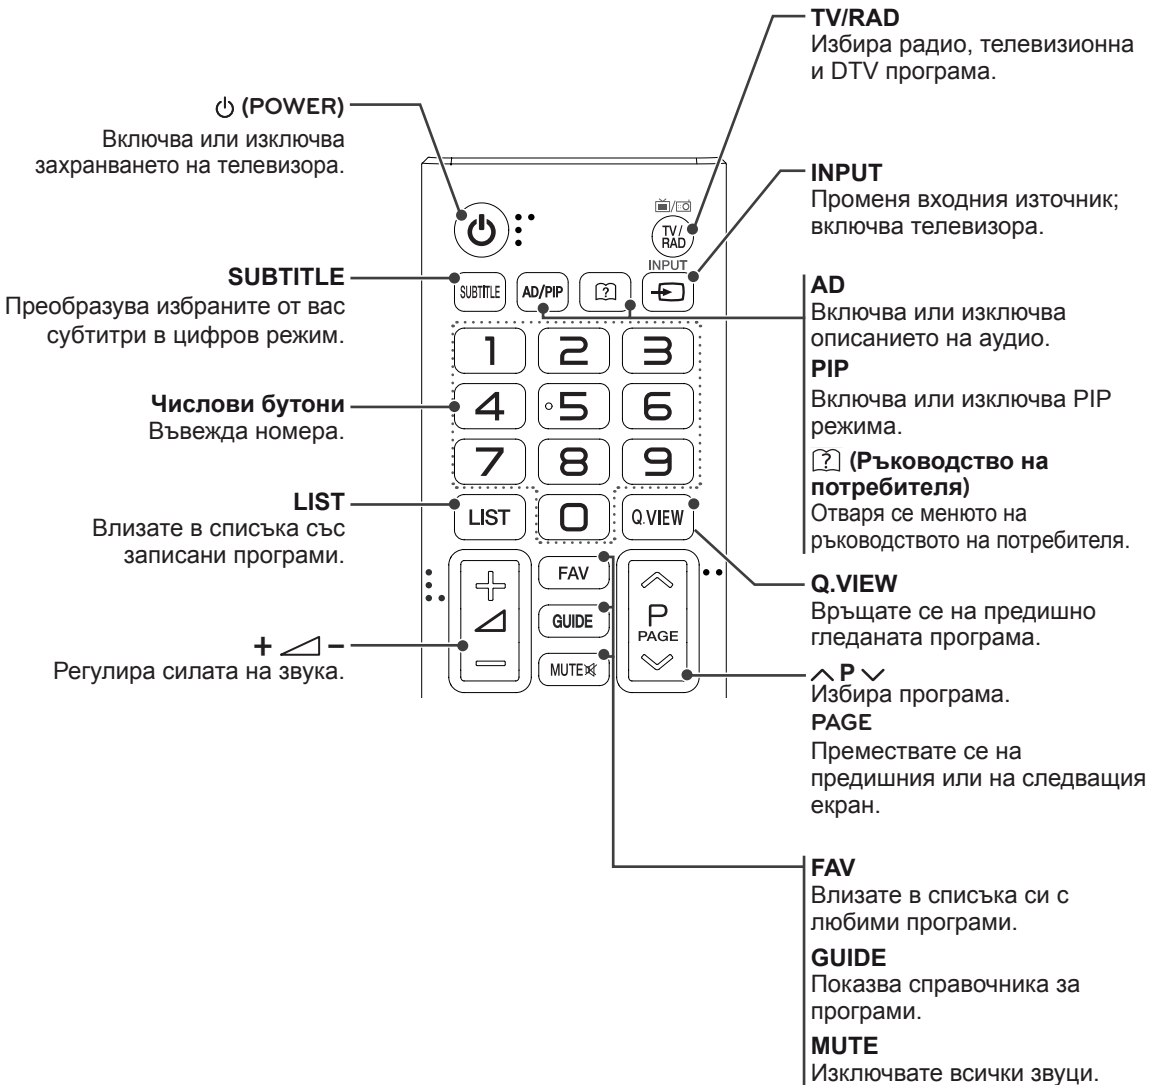 TV/RAD
Избира радио, телевизионна
и DTV програма.
(POWER)
Включва или изключва
захранването на телевизора.
INPUT
Променя входния източник;
включва телевизора.
SUBTITLE
Преобразува избраните от вас
субтитри в цифров режим.
AD
Включва или изключва
описанието на аудио.
PIP
Включва или изключва PIP
режима.
? (Ръководство на
потребителя)
Отваря се менюто на
ръководството на потребителя.
Числови бутони
Въвежда номера.
LIST
Влизате в списъка със
записани програми.
Q.VIEW
Връщате се на предишно
гледаната програма.
+ –
Регулира силата на звука.
P
Избира програма.
PAGE
Премествате се на
предишния или на следващия
екран.
FAV
Влизате в списъка си с
любими програми.
GUIDE
Показва справочника за
програми.
MUTE
Изключвате всички звуци.
TV/
RAD
INPUT
SUBTITLE AD/PIP ?
1 2 3
4 5 6
7 8 9
LIST 0 Q.VIEW
FAV
GUIDE
MUTE
P
PAGE